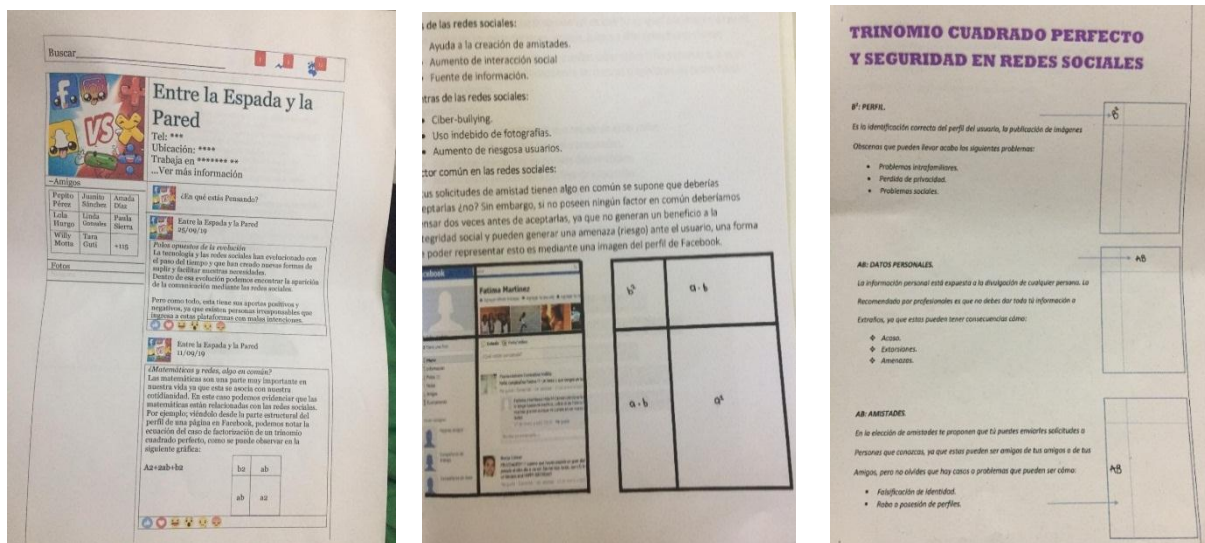 Buscar
Entre la Espada y la
Pared
Tel: ***
Ubicación: ****
Trabaja en ******* **
...Ver más información
VS
~Amigos
Pepito Pérez
Juanito Sánchez
Amada Díaz
Lola Hurgo
Linda Gonzales
Paula Sierra
Willy Motta
Tara Guti
+115
Fotos
¿En qué estás Pensando?
Entre la Espada y la Pared
25/09/19
Polos opuestos de la evolución
La tecnología y las redes sociales han evolucionado con
el paso del tiempo y que han creado nuevas formas de
suplir y facilitar nuestras necesidades.
Dentro de esa evolución podemos encontrar la aparición
de la comunicación mediante las redes sociales.
Pero como todo, esta tiene sus aportes positivos y
negativos, ya que existen personas irresponsables que
ingresa a estas plataformas con malas intenciones.
Entre la Espada y la Pared
11/09/19
¿Matemáticas y redes, algo en común?
Las matemáticas son una parte muy importante en
nuestra vida ya que esta se asocia con nuestra
cotidianidad. En este caso podemos evidenciar que las
matemáticas están relacionadas con las redes sociales.
Por ejemplo; viéndolo desde la parte estructural del
perfil de una página en Facebook, podemos notar la
ecuación del caso de factorización de un trinomio
cuadrado perfecto, como se puede observar en la
siguiente gráfica:
A2+2ab+b2
b2 ab
ab a2
de las redes sociales:
Ayuda a la creación de amistades.
Aumento de interacción social
Fuente de información.
ntras de las redes sociales:
Ciber-bullying.
Uso indebido de fotografías.
Aumento de riesgosa usuarios.
ctor común en las redes sociales:
us solicitudes de amistad tienen algo en común se supone que deberías
eptarlas ¿no? Sin embargo, si no poseen ningún factor en común deberíamos
nsar dos veces antes de aceptarlas, ya que no generan un beneficio a la
tegridad social y pueden generar una amenaza (riesgo) ante el usuario, una forma
poder representar esto es mediante una imagen del perfil de Facebook.
cebook
Fatima Martinez
b² a·b
a·b a²
TRINOMIO CUADRADO PERFECTO
Y SEGURIDAD EN REDES SOCIALES
B²: PERFIL.
B²
Es la identificación correcta del perfil del usuario, la publicación de imágenes
Obscenas que pueden llevar acabo los siguientes problemas:
Problemas intrafamiliares.
Perdida de privacidad.
Problemas sociales.
AB: DATOS PERSONALES.
AB
La información personal está expuesta a la divulgación de cualquier persona. Lo
Recomendado por profesionales es que no debes dar toda tú información a
Extraños, ya que estas pueden tener consecuencias cómo:
Acoso.
Extorsiones.
Amenazas.
AB: AMISTADES.
En la elección de amistades te proponen que tú puedes enviarles solicitudes a
Personas que conozcas, ya que estas pueden ser amigos de tus amigos o de tus
Amigos, pero no olvides que hay casos o problemas que pueden ser cómo:
AB
Falsificación de identidad.
Robo o posesión de perfiles.